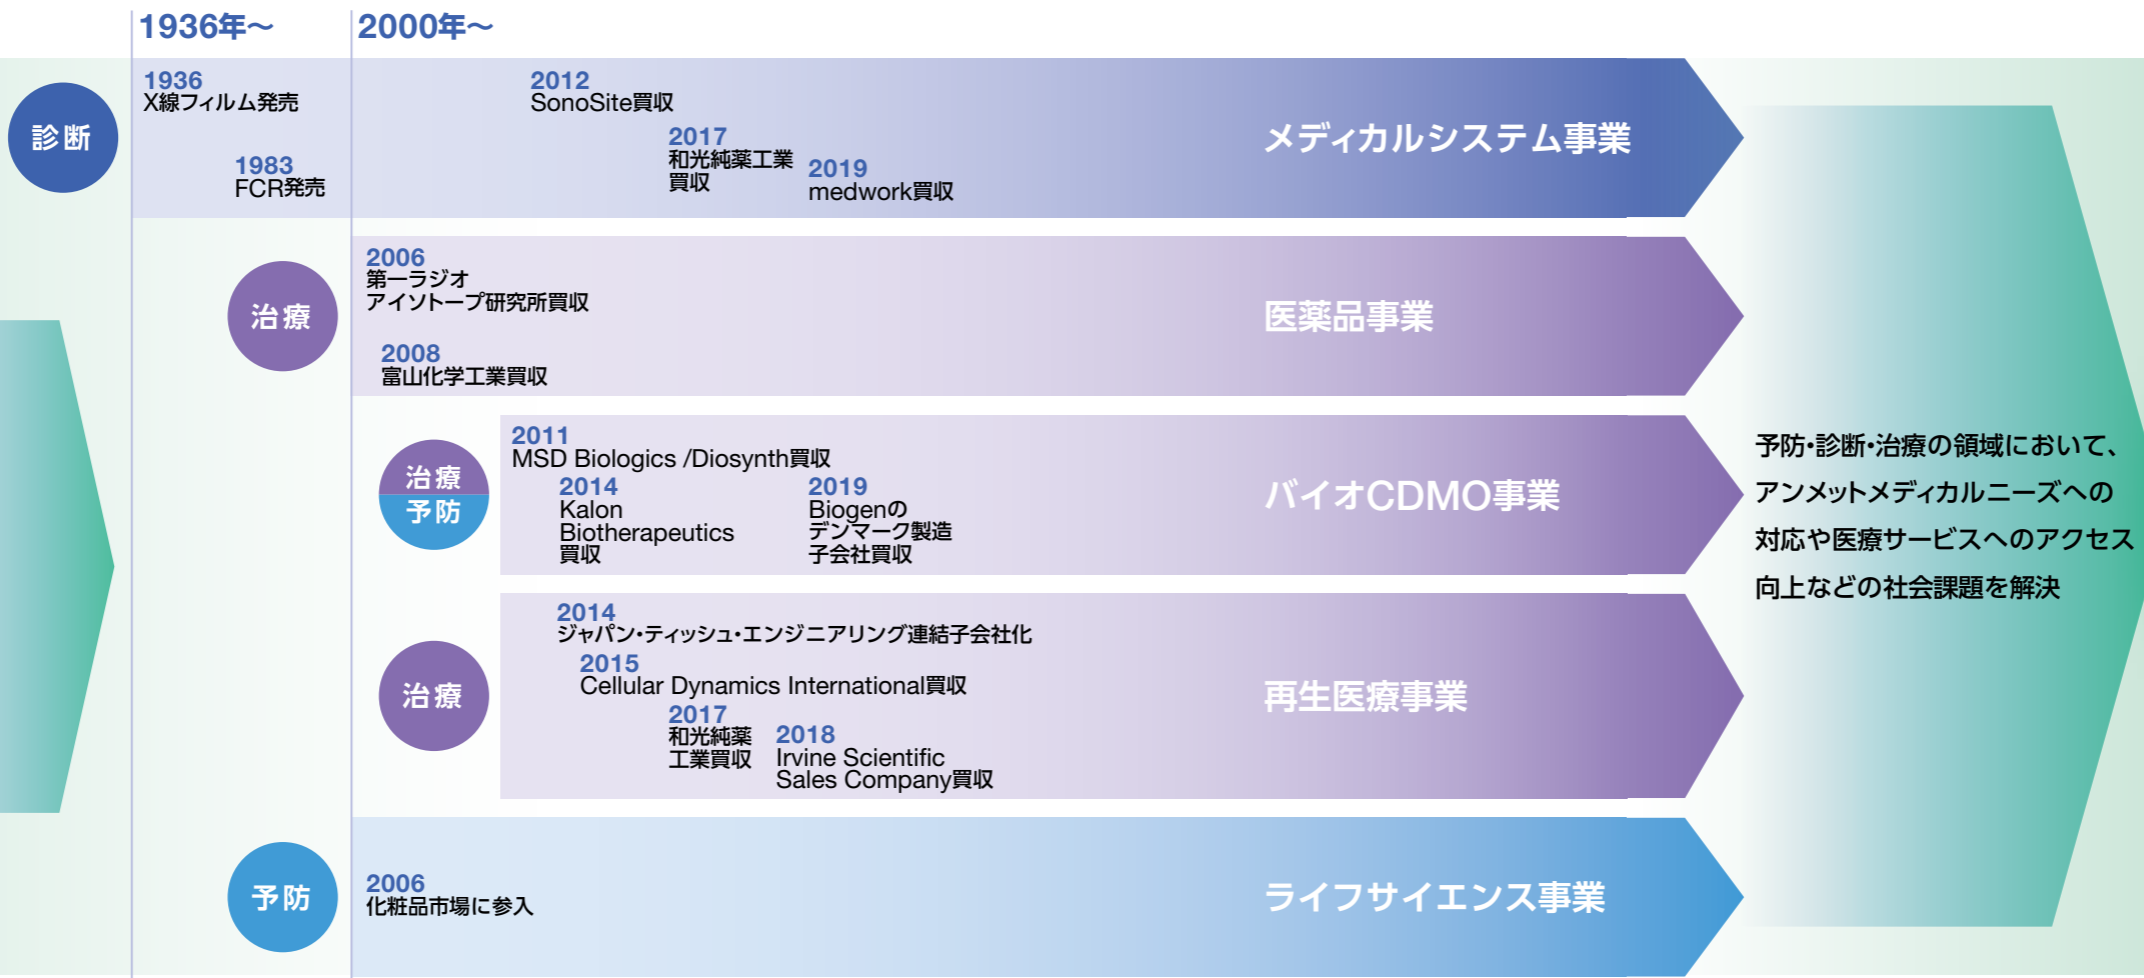 1936年～
2000年～
診断
1936
X線フィルム発売
1983
FCR発売
2012
SonoSite買収
2017
和光純薬工業
買収
2019
medwork買収
メディカルシステム事業
治療
2006
第一ラジオ
アイソトープ研究所買収
2008
富山化学工業買収
医薬品事業
治療
予防
2011
MSD Biologics /Diosynth買収
2014
Kalon
Biotherapeutics
買収
2019
Biogenの
デンマーク製造
子会社買収
バイオCDMO事業
治療
2014
ジャパン・ティッシュ・エンジニアリング連結子会社化
2015
Cellular Dynamics International買収
2017
和光純薬
工業買収
2018
Irvine Scientific
Sales Company買収
再生医療事業
予防
2006
化粧品市場に参入
ライフサイエンス事業
予防・診断・治療の領域において、
アンメットメディカルニーズへの
対応や医療サービスへのアクセス
向上などの社会課題を解決